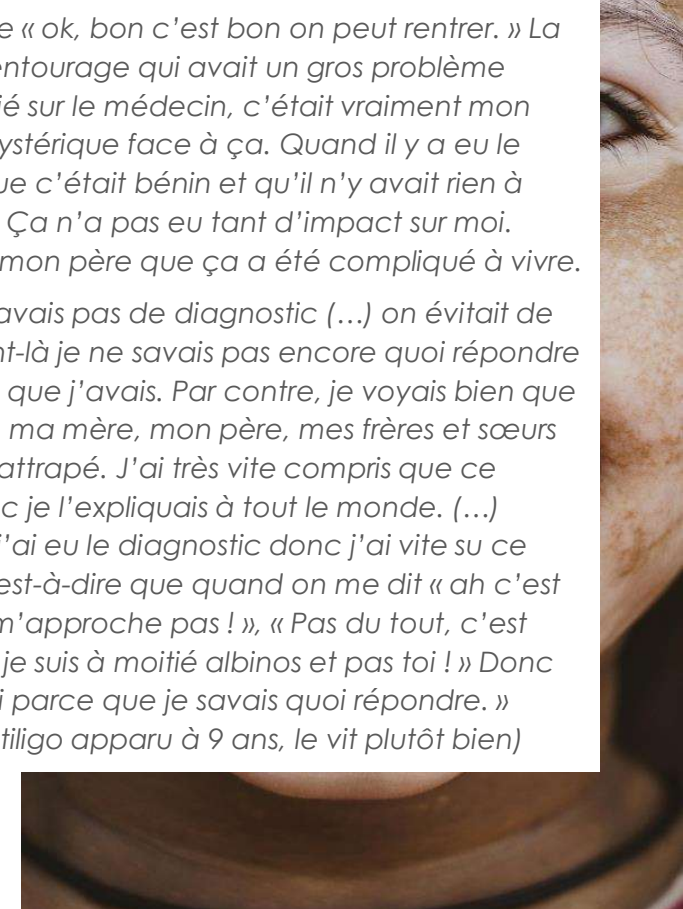 e « ok, bon c'est bon on peut rentrer. » La
entourage qui avait un gros problème
ié sur le médecin, c'était vraiment mon
ystérique face à ça. Quand il y a eu le
ue c'était bénin et qu'il n'y avait rien à
Ça n'a pas eu tant d'impact sur moi.
mon père que ça a été compliqué à vivre.
avais pas de diagnostic (…) on évitait de
nt-là je ne savais pas encore quoi répondre
que j'avais. Par contre, je voyais bien que
ma mère, mon père, mes frères et sœurs
attrapé. J'ai très vite compris que ce
c je l'expliquais à tout le monde. (…)
j'ai eu le diagnostic donc j'ai vite su ce
est-à-dire que quand on me dit « ah c'est
m'approche pas ! », « Pas du tout, c'est
je suis à moitié albinos et pas toi ! » Donc
i parce que je savais quoi répondre. »
tiligo apparu à 9 ans, le vit plutôt bien)